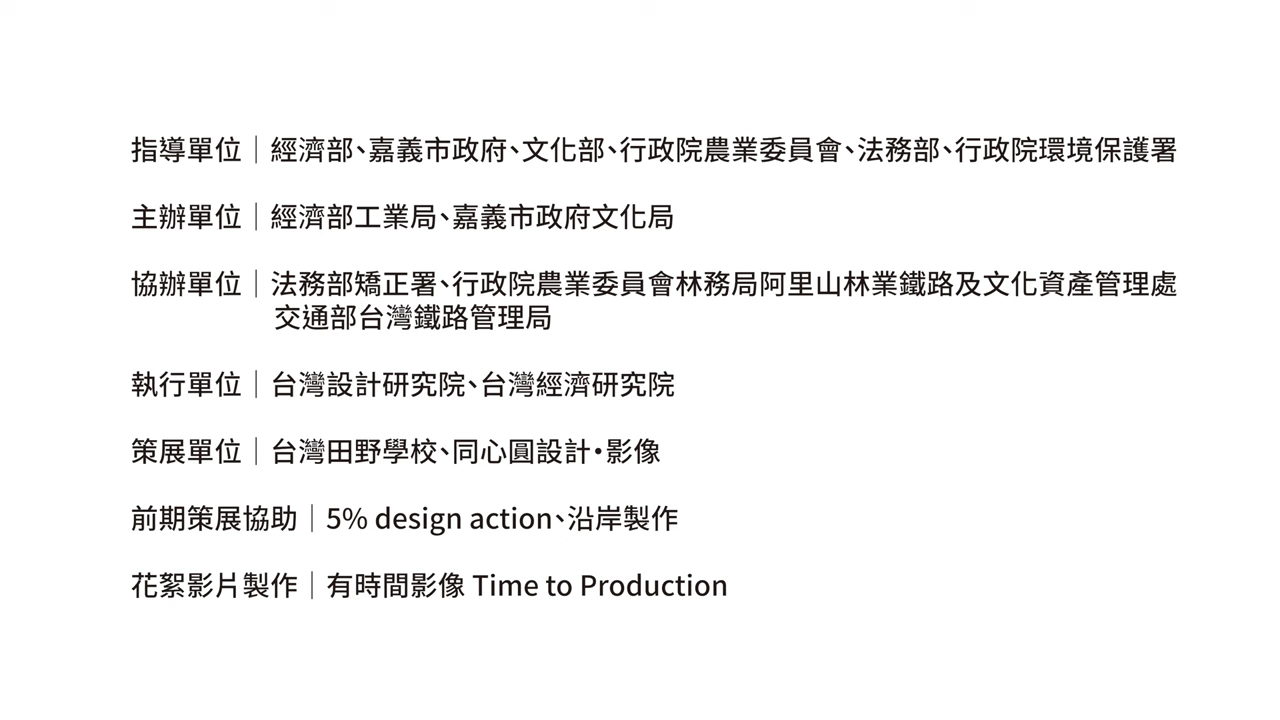 指導單位｜經濟部、嘉義市政府、文化部、行政院農業委員會、法務部、行政院環境保護署
主辦單位｜經濟部工業局、嘉義市政府文化局
協辦單位｜法務部矯正署、行政院農業委員會林務局阿里山林業鐵路及文化資產管理處
交通部台灣鐵路管理局
執行單位｜台灣設計研究院、台灣經濟研究院
策展單位｜台灣田野學校、同心圓設計・影像
前期策展協助｜5% design action、沿岸製作
花絮影片製作｜有時間影像 Time to Production